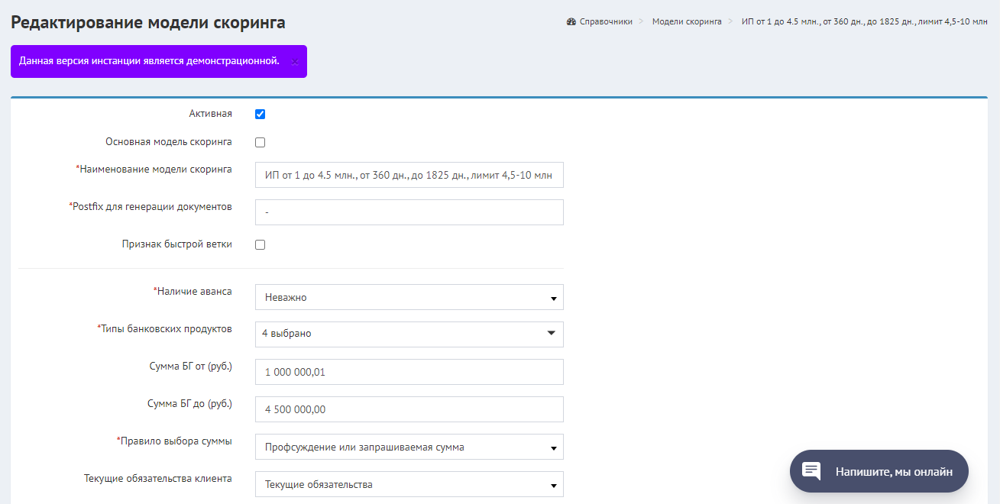 Редактирование модели скоринга
Справочники > Модели скоринга > ИП от 1 до 4.5 млн., от 360 дн., до 1825 дн., лимит 4,5-10 млн
Данная версия инстанции является демонстрационной. ×
Активная
Основная модель скоринга
*Наименование модели скоринга ИП от 1 до 4.5 млн., от 360 дн., до 1825 дн., лимит 4,5-10 млн
*Postfix для генерации документов -
Признак быстрой ветки
*Наличие аванса Неважно
*Типы банковских продуктов 4 выбрано
Сумма БГ от (руб.) 1 000 000,01
Сумма БГ до (руб.) 4 500 000,00
*Правило выбора суммы Профсуждение или запрашиваемая сумма
Текущие обязательства клиента Текущие обязательства
Напишите, мы онлайн